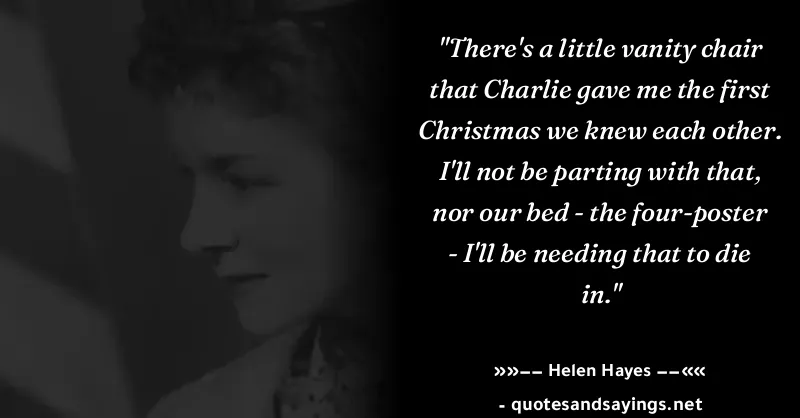 "There's a little vanity chair
that Charlie gave me the first
Christmas we knew each other.
I'll not be parting with that,
nor our bed - the four-poster
- I'll be needing that to die
in."
»»−− Helen Hayes −−««
- quotesandsayings.net